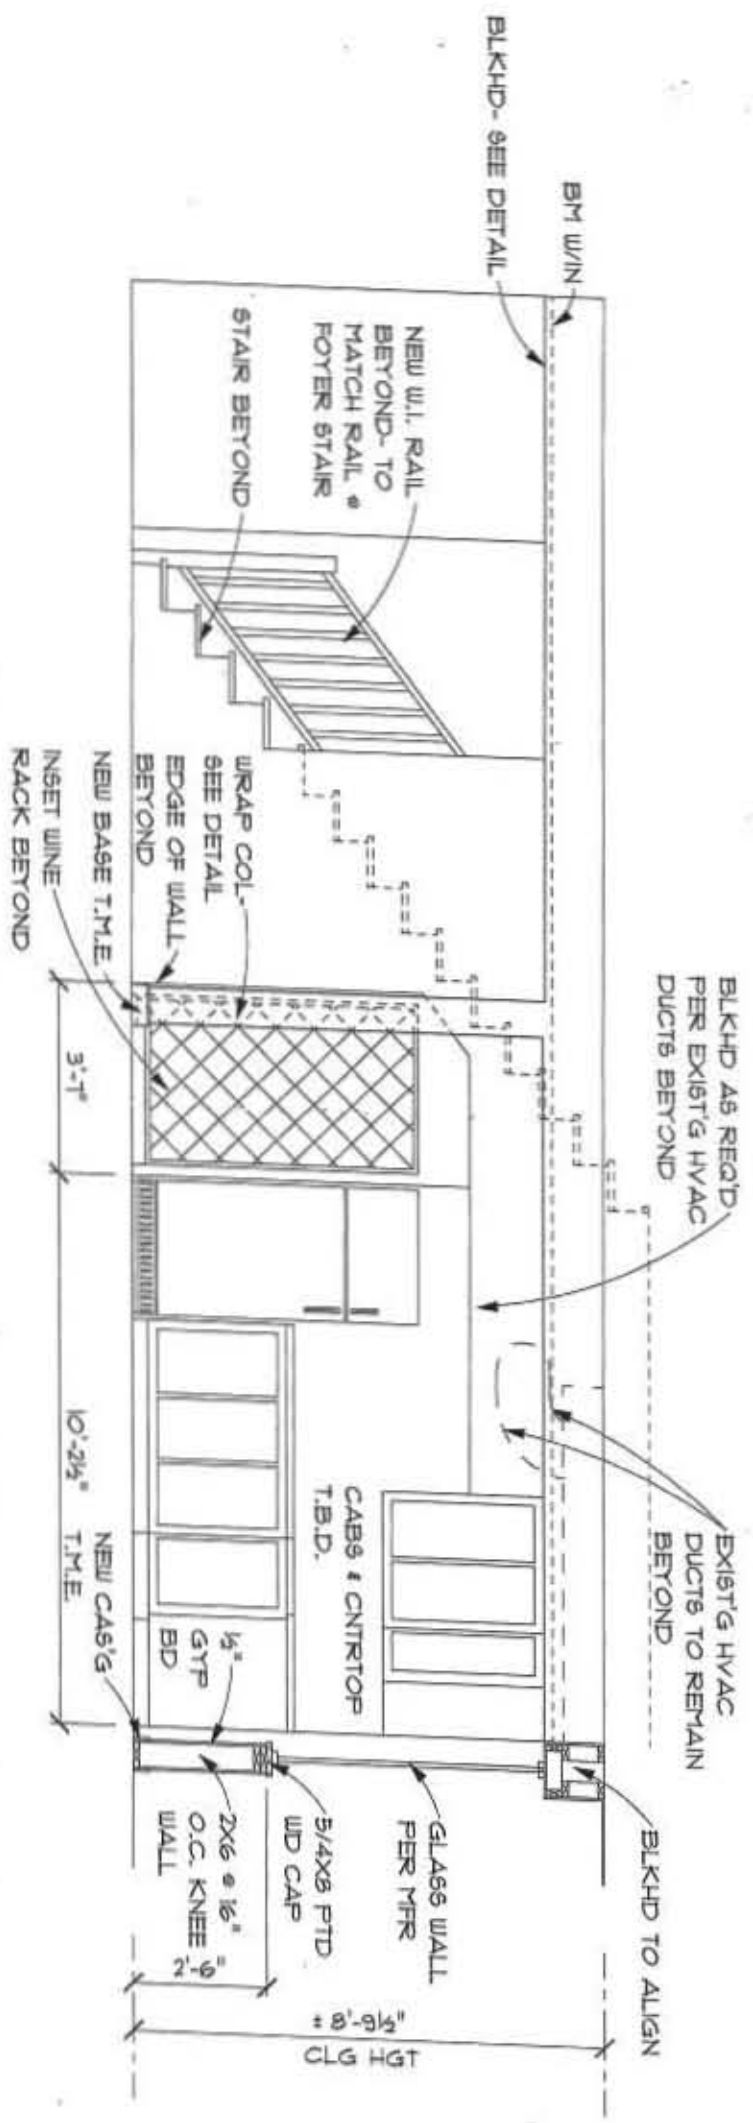 BLKHD- SEE DETAIL
BM W/IN
NEW W.I. RAIL
BEYOND- TO
MATCH RAIL @
FOYER STAIR
STAIR BEYOND
BLKHD AS REQ'D
PER EXIST'G HVAC
DUCTS BEYOND
EXIST'G HVAC
DUCTS TO REMAIN
BEYOND
BLKHD TO ALIGN
WRAP COL-
SEE DETAIL
EDGE OF WALL
BEYOND
NEW BASE T.M.E.
INSET WINE
RACK BEYOND
CABS & CNTRTOP
T.B.D.
GLASS WALL
PER MFR
5/4X8 PTD
WD CAP
2X6 @ 16"
O.C. KNEE
WALL
1/2"
GYP
BD
NEW CAS'G
T.M.E.
3'-7"
10'-2½"
2'-6"
± 8'-9½"
CLG HGT